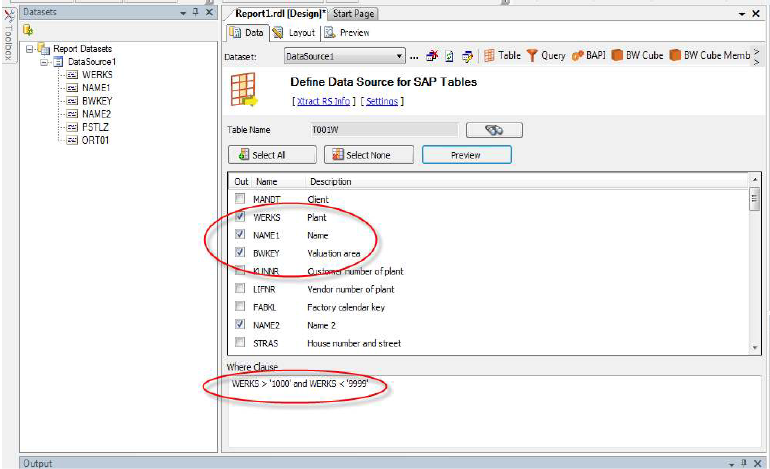 Datasets
Report1.rdl [Design]*
Start Page
Toolbox
Report Datasets
DataSource1
WERKS
NAME1
BWKEY
NAME2
PSTLZ
ORT01
Data
Layout
Preview
Dataset:
DataSource1
...
Table
Query
BAPI
BW Cube
BW Cube Memb
Define Data Source for SAP Tables
[ Xtract RS Info ] [ Settings ]
Table Name
T001W
Select All
Select None
Preview
Out Name Description
MANDT Client
WERKS Plant
NAME1 Name
BWKEY Valuation area
KUNNR Customer number of plant
LIFNR Vendor number of plant
FABKL Factory calendar key
NAME2 Name 2
STRAS House number and street
Where Clause
WERKS > '1000' and WERKS < '9999'
Output